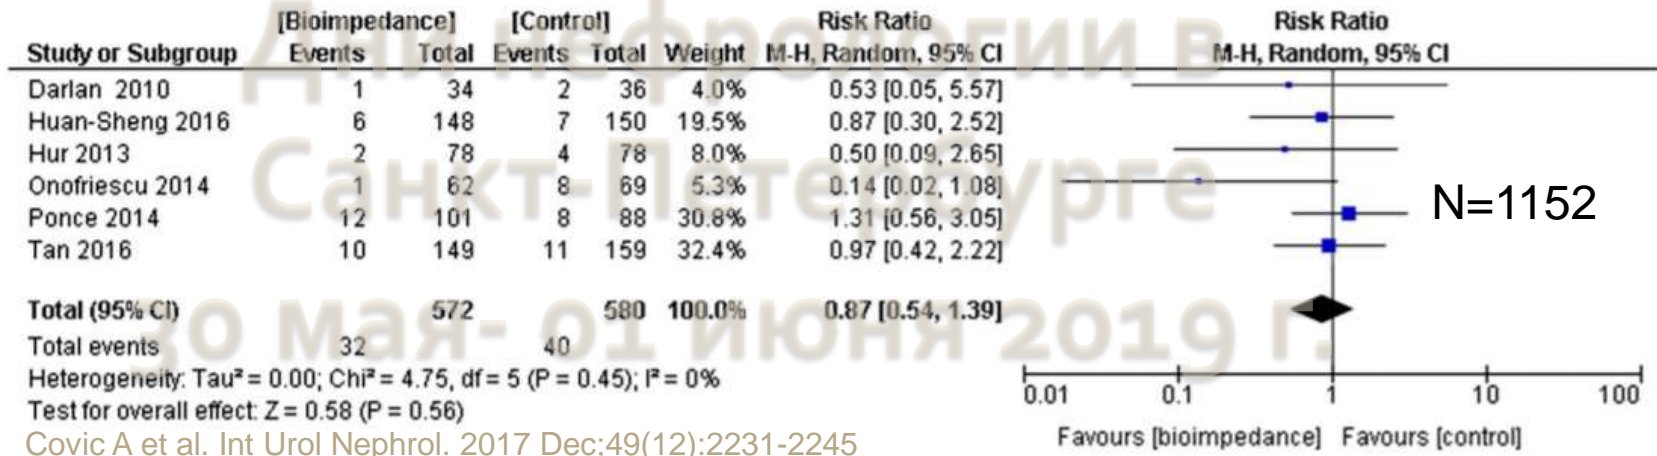 [Bioimpedance] [Control] Risk Ratio Risk Ratio
Study or Subgroup Events Total Events Total Weight M-H, Random, 95% CI M-H, Random, 95% CI
Darlan 2010 1 34 2 36 4.0% 0.53 [0.05, 5.57]
Huan-Sheng 2016 6 148 7 150 19.5% 0.87 [0.30, 2.52]
Hur 2013 2 78 4 78 8.0% 0.50 [0.09, 2.65]
Onofriescu 2014 1 62 8 69 5.3% 0.14 [0.02, 1.08]
Ponce 2014 12 101 8 88 30.8% 1.31 [0.56, 3.05]
Tan 2016 10 149 11 159 32.4% 0.97 [0.42, 2.22]
N=1152
Total (95% CI) 572 580 100.0% 0.87 [0.54, 1.39]
Total events 32 40
Heterogeneity: Tau² = 0.00; Chi² = 4.75, df = 5 (P = 0.45); I² = 0%
Test for overall effect: Z = 0.58 (P = 0.56)
0.01 0.1 1 10 100
Favours [bioimpedance] Favours [control]
Covic A et al. Int Urol Nephrol. 2017 Dec;49(12):2231-2245
Дни нефрологии в
Санкт-Петербурге
30 мая- 01 июня 2019 г.